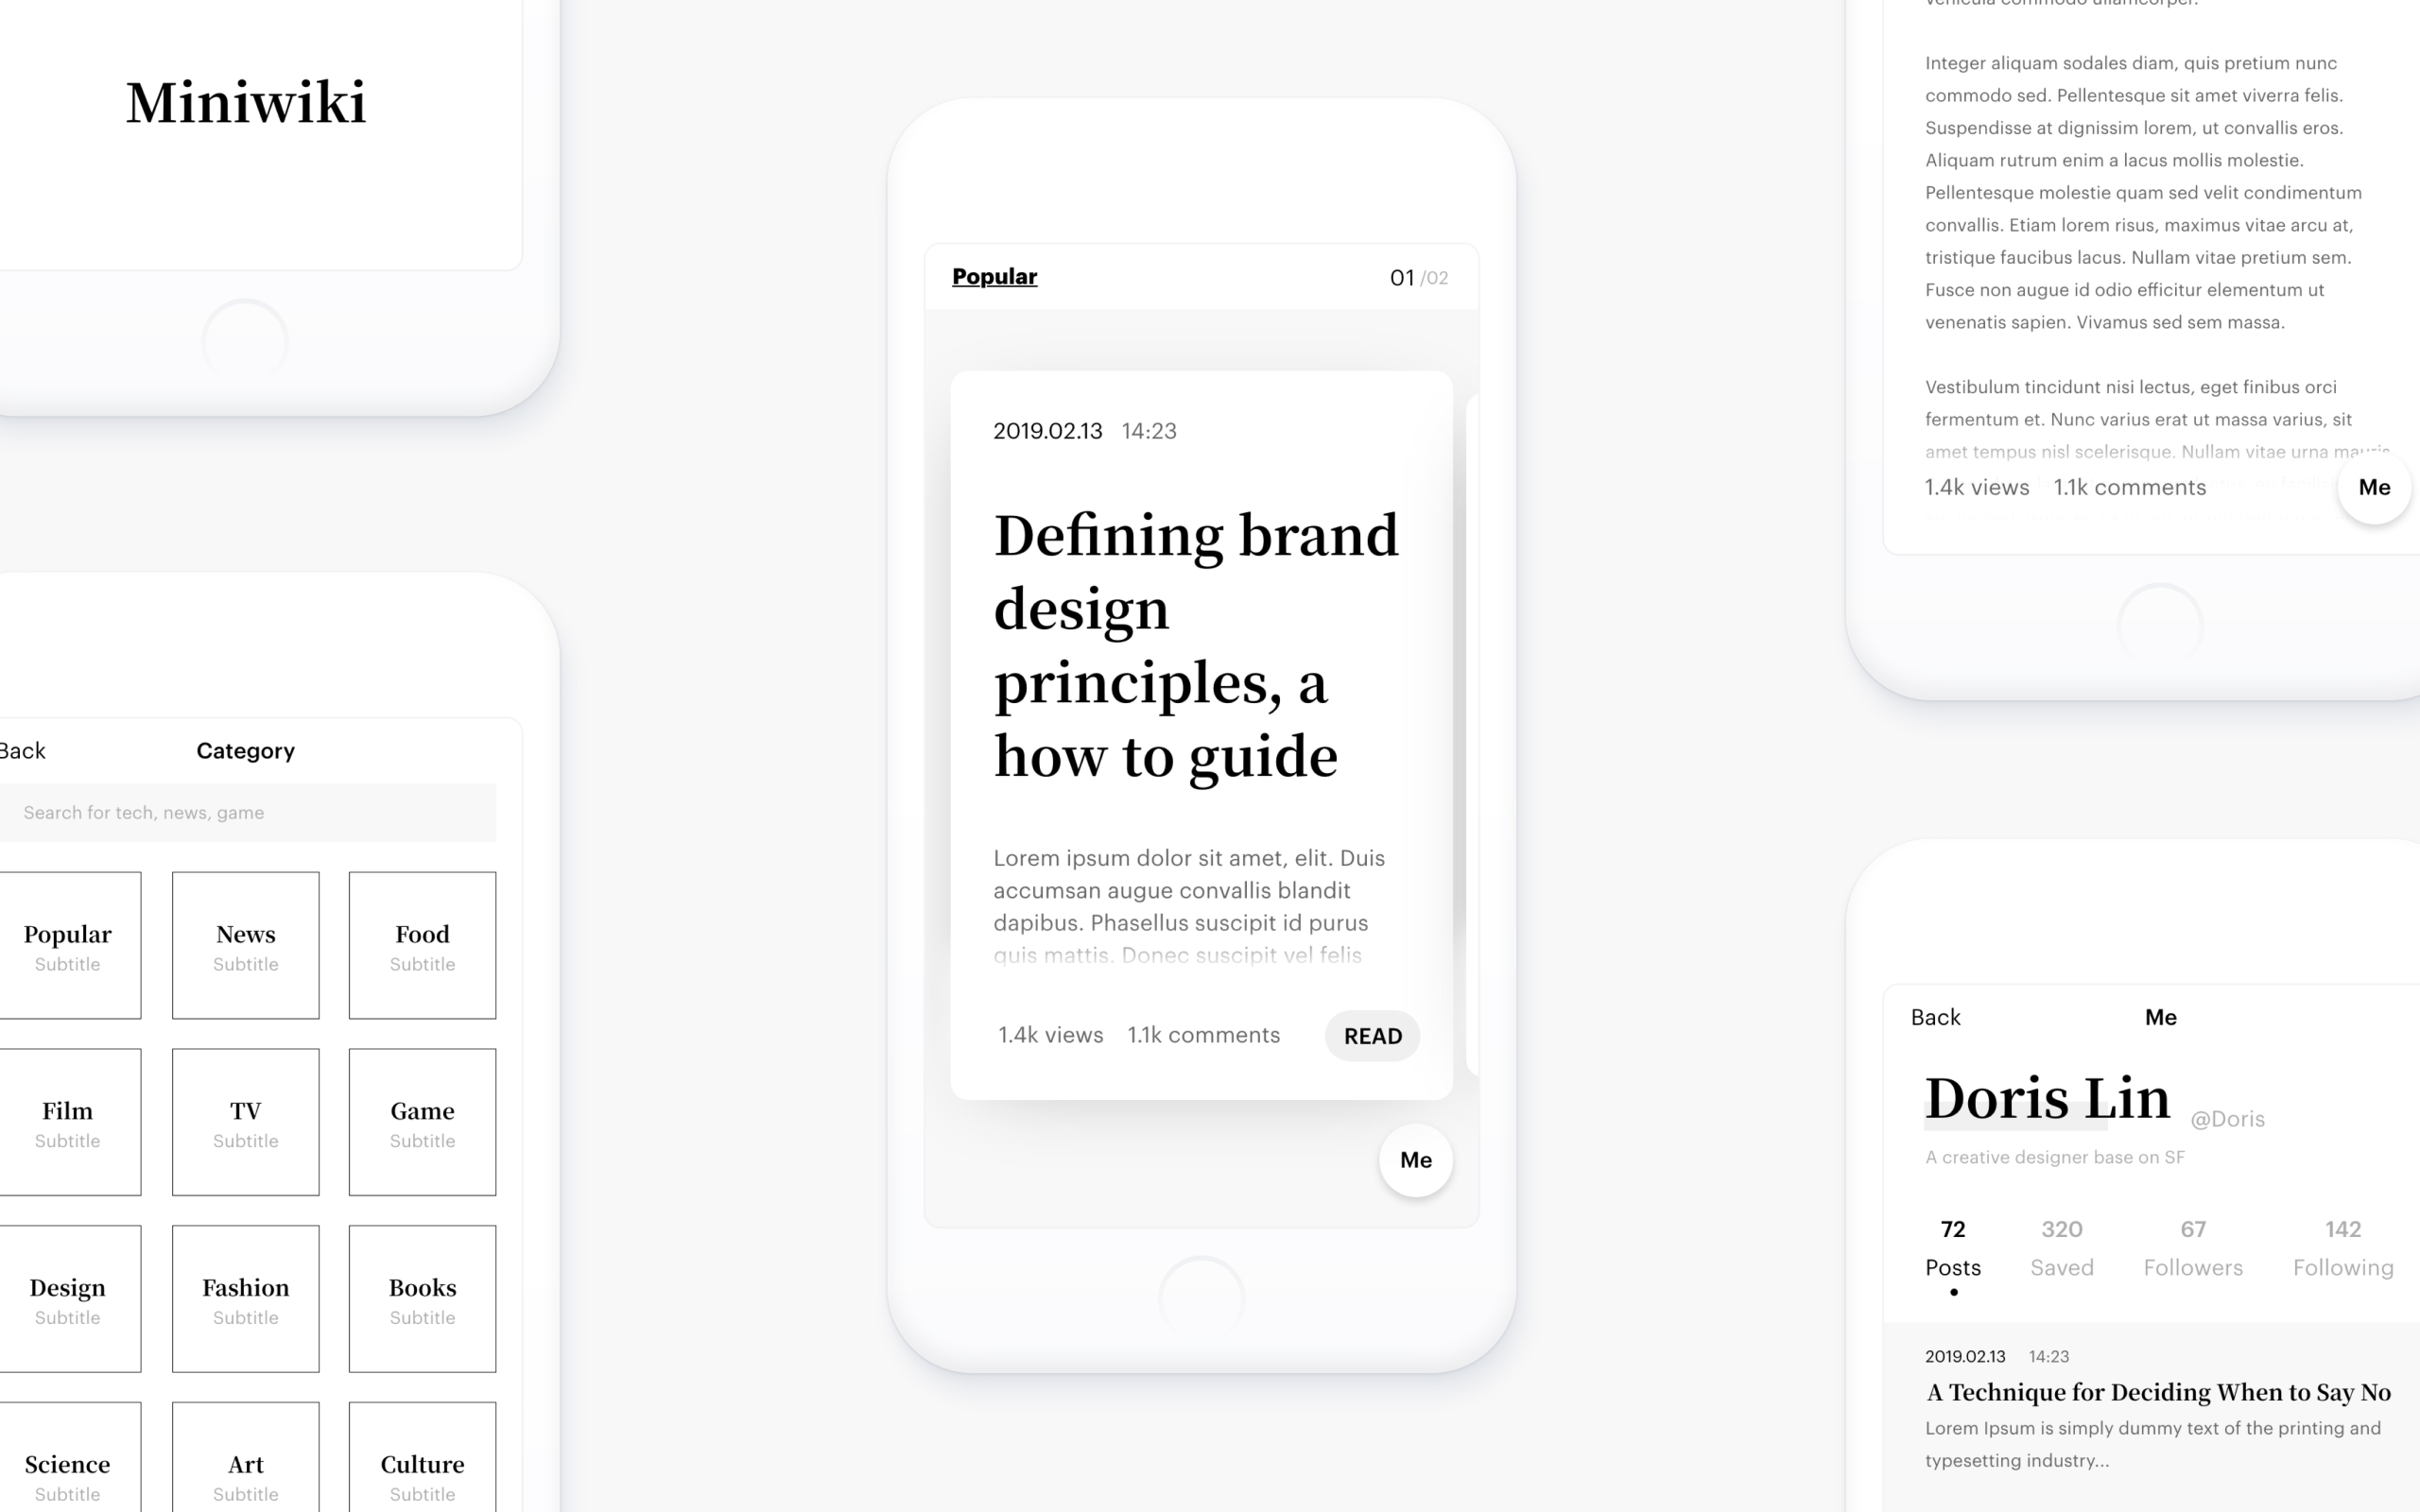 Miniwiki
Back
Category
Search for tech, news, game
Popular
Subtitle
News
Subtitle
Food
Subtitle
Film
Subtitle
TV
Subtitle
Game
Subtitle
Design
Subtitle
Fashion
Subtitle
Books
Subtitle
Science
Subtitle
Art
Subtitle
Culture
Subtitle
Popular
01 /02
2019.02.13 14:23
Defining brand
design
principles, a
how to guide
Lorem ipsum dolor sit amet, elit. Duis
accumsan augue convallis blandit
dapibus. Phasellus suscipit id purus
quis mattis. Donec suscipit vel felis
1.4k views 1.1k comments
READ
Me
vehicula commodo ullamcorper.
Integer aliquam sodales diam, quis pretium nunc
commodo sed. Pellentesque sit amet viverra felis.
Suspendisse at dignissim lorem, ut convallis eros.
Aliquam rutrum enim a lacus mollis molestie.
Pellentesque molestie quam sed velit condimentum
convallis. Etiam lorem risus, maximus vitae arcu at,
tristique faucibus lacus. Nullam vitae pretium sem.
Fusce non augue id odio efficitur elementum ut
venenatis sapien. Vivamus sed sem massa.
Vestibulum tincidunt nisi lectus, eget finibus orci
fermentum et. Nunc varius erat ut massa varius, sit
amet tempus nisl scelerisque. Nullam vitae urna mauris
1.4k views 1.1k comments
Me
Back
Me
Doris Lin @Doris
A creative designer base on SF
72 320 67 142
Posts Saved Followers Following
2019.02.13 14:23
A Technique for Deciding When to Say No
Lorem Ipsum is simply dummy text of the printing and
typesetting industry...